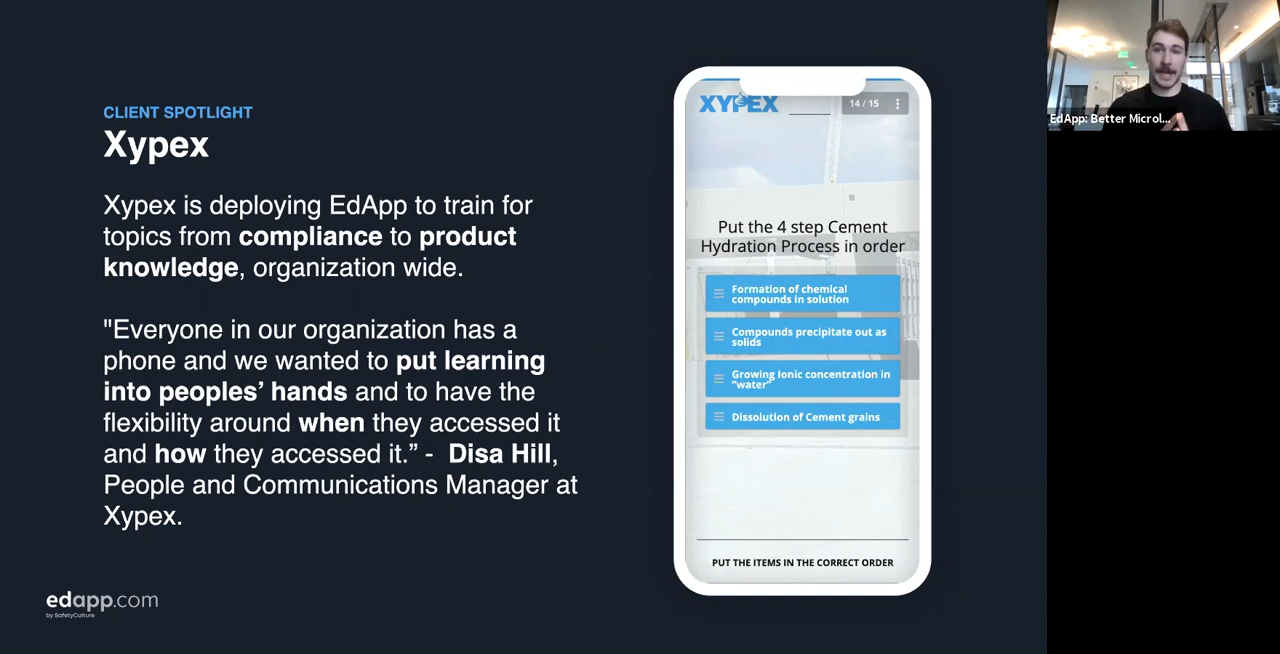 CLIENT SPOTLIGHT
Xypex
Xypex is deploying EdApp to train for
topics from compliance to product
knowledge, organization wide.
"Everyone in our organization has a
phone and we wanted to put learning
into peoples’ hands and to have the
flexibility around when they accessed it
and how they accessed it.” - Disa Hill,
People and Communications Manager at
Xypex.
edapp.com
by SafetyCulture
XYPEX
14 / 15
Put the 4 step Cement
Hydration Process in order
Formation of chemical
compounds in solution
Compounds precipitate out as
solids
Growing Ionic concentration in
“water”
Dissolution of Cement grains
PUT THE ITEMS IN THE CORRECT ORDER
EdApp: Better Microl...